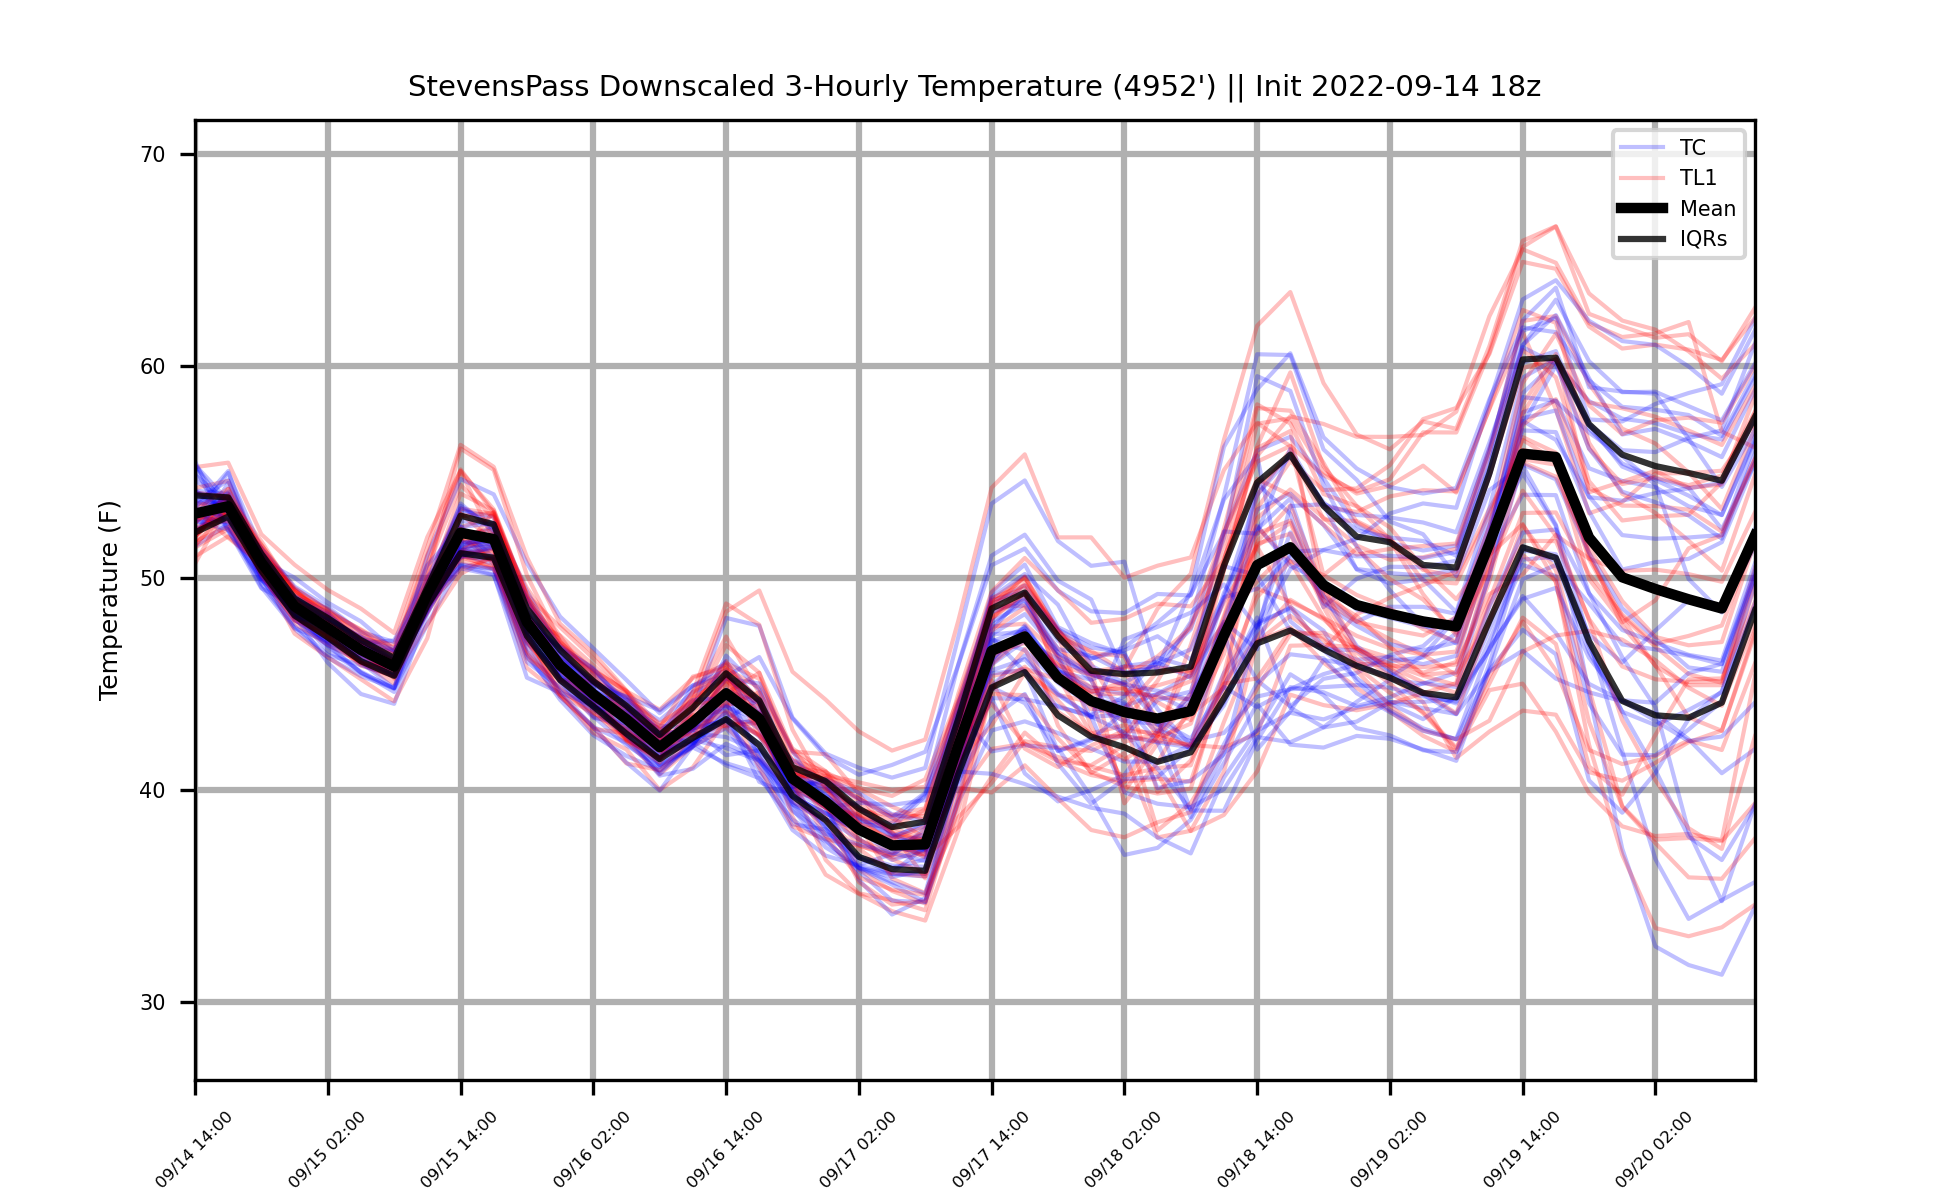 StevensPass Downscaled 3-Hourly Temperature (4952') || Init 2022-09-14 18z
TC
TL1
Mean
IQRs
Temperature (F)
70
60
50
40
30
09/14 14:00
09/15 02:00
09/15 14:00
09/16 02:00
09/16 14:00
09/17 02:00
09/17 14:00
09/18 02:00
09/18 14:00
09/19 02:00
09/19 14:00
09/20 02:00